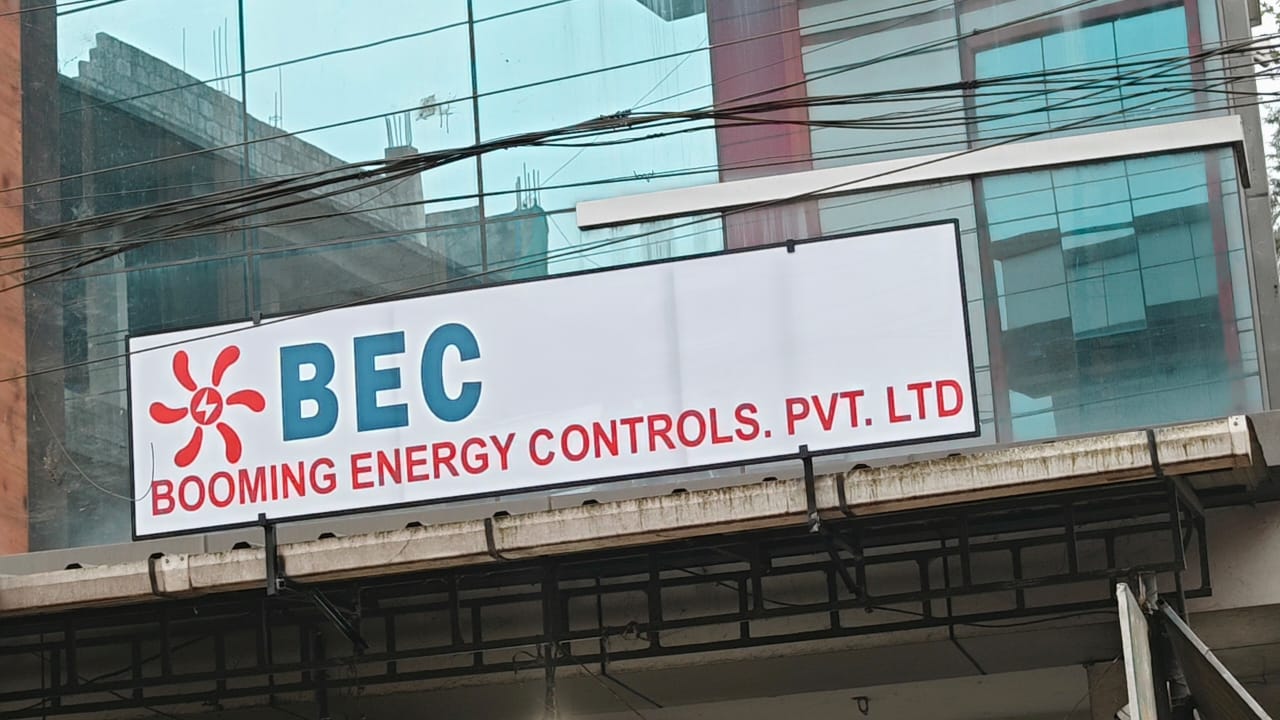 BEC
BOOMING ENERGY CONTROLS. PVT. LTD